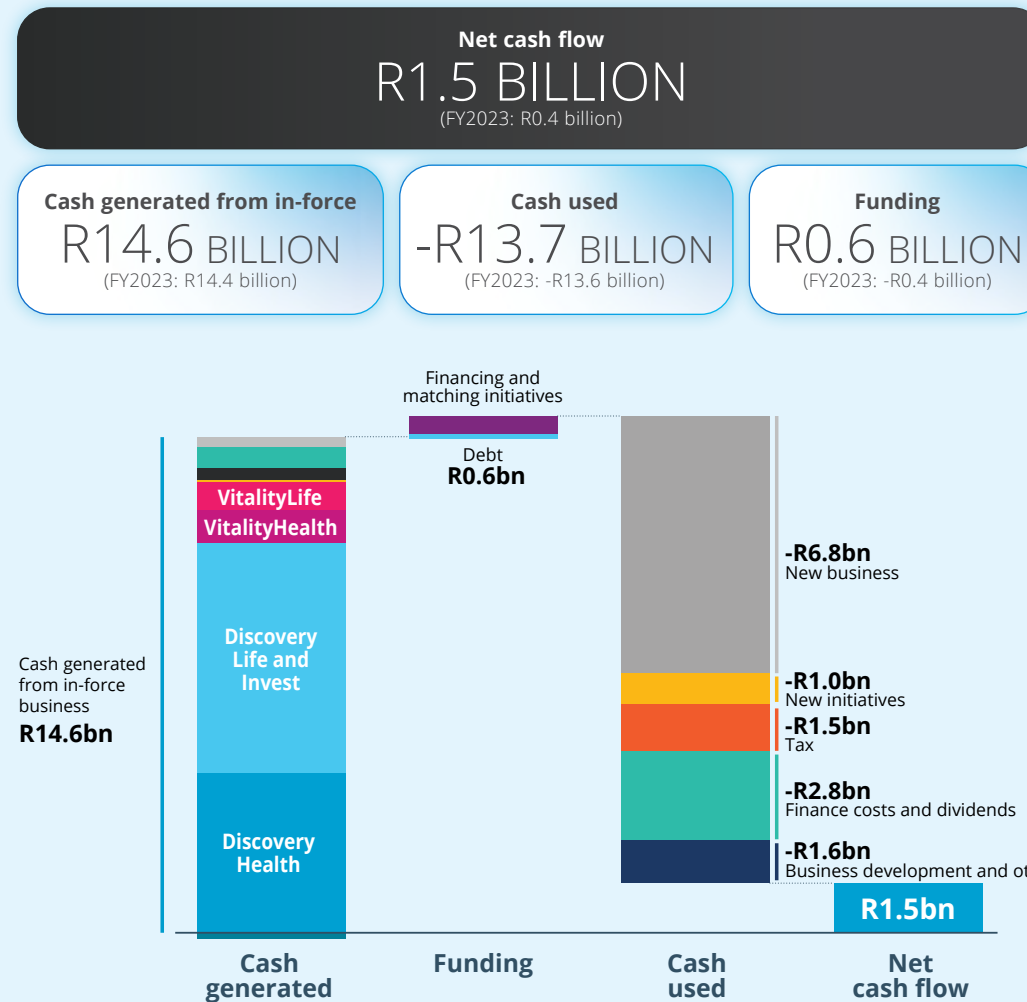 Net cash flow
R1.5 BILLION
(FY2023: R0.4 billion)
Cash generated from in-force
R14.6 BILLION
(FY2023: R14.4 billion)
Cash used
-R13.7 BILLION
(FY2023: -R13.6 billion)
Funding
R0.6 BILLION
(FY2023: -R0.4 billion)
Financing and
matching initiatives
Debt
R0.6bn
VitalityLife
VitalityHealth
Discovery
Life and
Invest
Discovery
Health
Cash generated
from in-force
business
R14.6bn
-R6.8bn
New business
-R1.0bn
New initiatives
-R1.5bn
Tax
-R2.8bn
Finance costs and dividends
-R1.6bn
Business development and
R1.5bn
Cash
generated
Funding
Cash
used
Net
cash flow